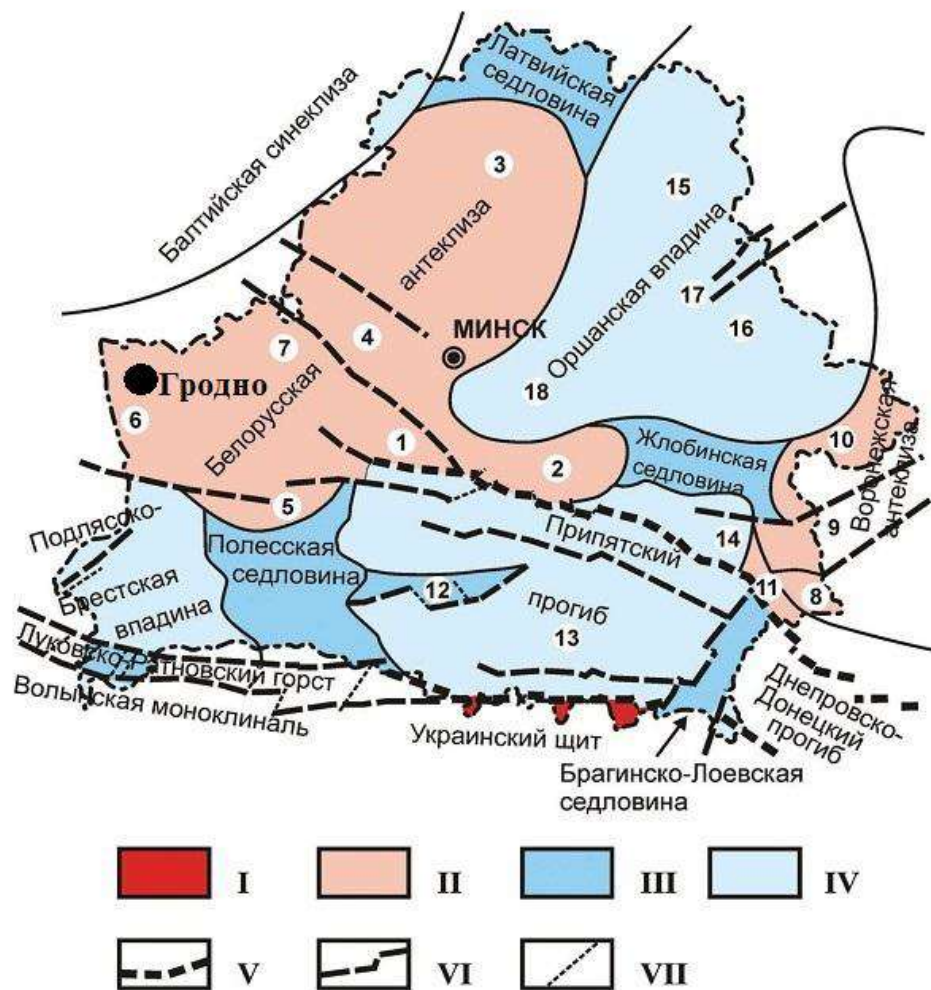 Латвийская
седловина
Балтийская синеклиза
3
15
антеклиза
Оршанская впадина
17
16
4
МИНСК
7
Гродно
18
6
Белорусская
10
Воронежская
антеклиза
1
2
Жлобинская
седловина
5
9
14
Припятский
Подлясско-
Брестская
впадина
Полесская
седловина
12
11
8
прогиб
13
Луковско-Ратновский горст
Волынская моноклиналь
Днепровско-
Донецкий
прогиб
Украинский щит
Брагинско-Лоевская
седловина
I
II
III
IV
V
VI
VII